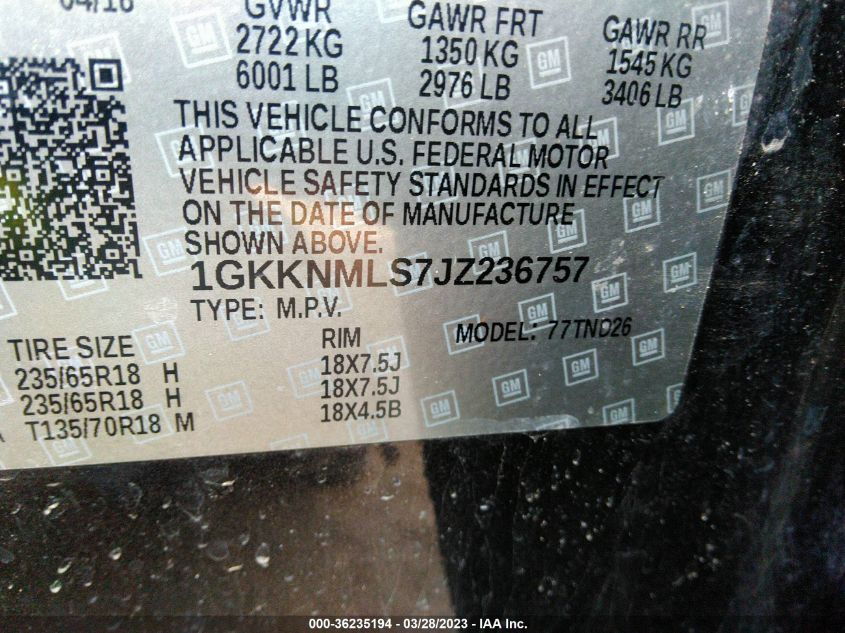 04/18
GVWR
2722 KG
6001 LB
GAWR FRT
1350 KG
2976 LB
GAWR RR
1545 KG
3406 LB
THIS VEHICLE CONFORMS TO ALL
APPLICABLE U.S. FEDERAL MOTOR
VEHICLE SAFETY STANDARDS IN EFFECT
ON THE DATE OF MANUFACTURE
SHOWN ABOVE.
1GKKNMLS7JZ236757
TYPE: M.P.V.
MODEL: 77TND26
TIRE SIZE
RIM
235/65R18 H
18X7.5J
235/65R18 H
18X7.5J
T135/70R18 M
18X4.5B
GM
000-36235194 - 03/28/2023 - IAA Inc.